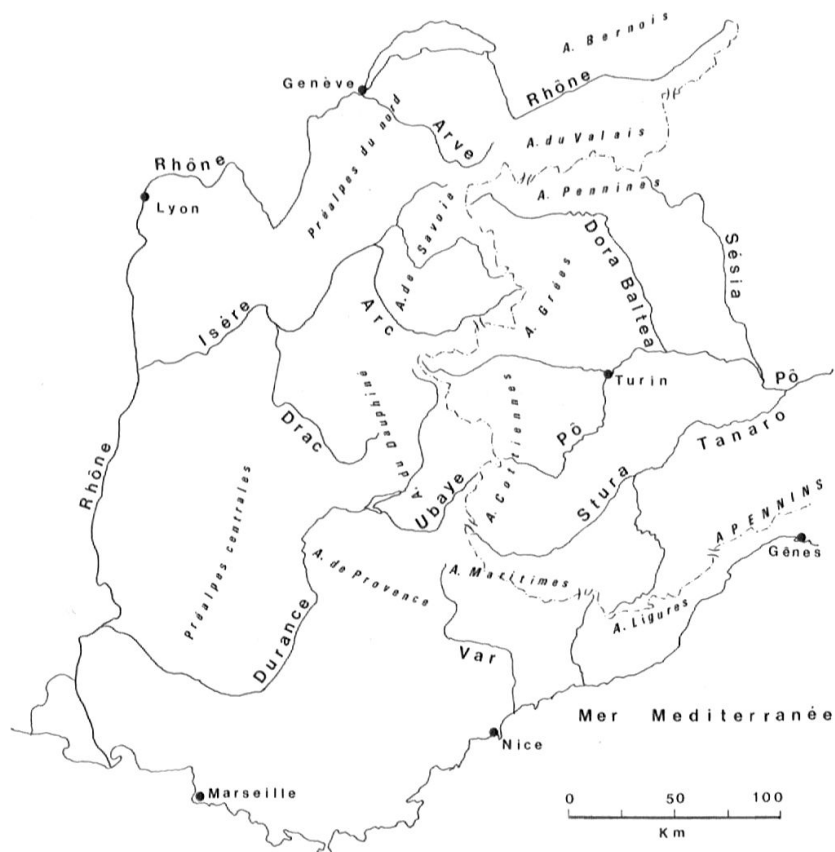 A. Bernois
Genève
Rhône
Arve
A. du Valais
Préalpes du nord
Rhône
Lyon
A. Pennines
A. de Savoie
Dora Baltea
Sésia
A. Grées
Isère
Arc
Turin
Pô
A. du Dauphiné
A. Cottiennes
Pô
Drac
Tanaro
Rhône
Ubaye
Stura
APENNINS
Préalpes centrales
Gênes
A. de Provence
A. Maritimes
Durance
A. Ligures
Var
Mer Mediterranée
Nice
Marseille
0 50 100
Km